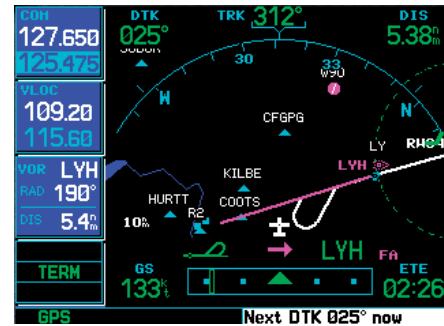 COM
127.650
125.475
VLOC
109.20
115.60
VOR LYH
RAD 190°
DIS 5.4nm
TERM
GPS
DTK
025°
TRK 312°
DIS
5.38nm
30
33
W90
W
N
CFGPG
LY
LYH
KILBE
HURTT
COOTS
R2
10nm
LYH FA
GS
133kt
ETE
02:26
Next DTK 025° now